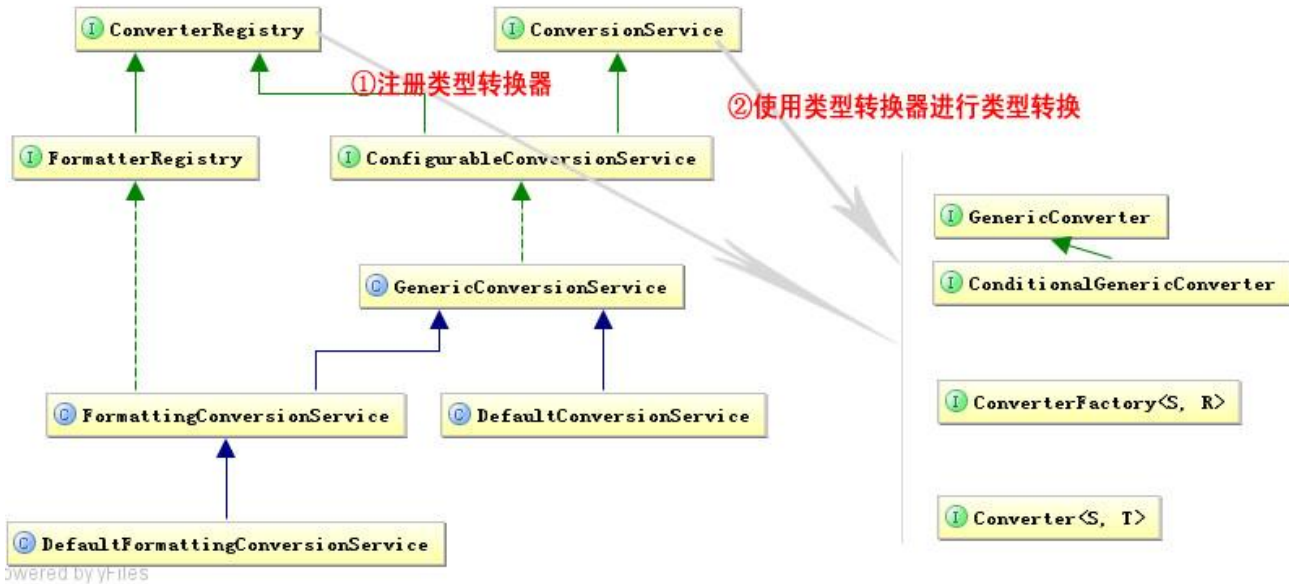 I ConverterRegistry
I ConversionService
①注册类型转换器
②使用类型转换器进行类型转换
I FormatterRegistry
I ConfigurableConversionService
I GenericConverter
C GenericConversionService
I ConditionalGenericConverter
C FormattingConversionService
C DefaultConversionService
I ConverterFactory<S, R>
I Converter<S, T>
C DefaultFormattingConversionService
owered by yFiles